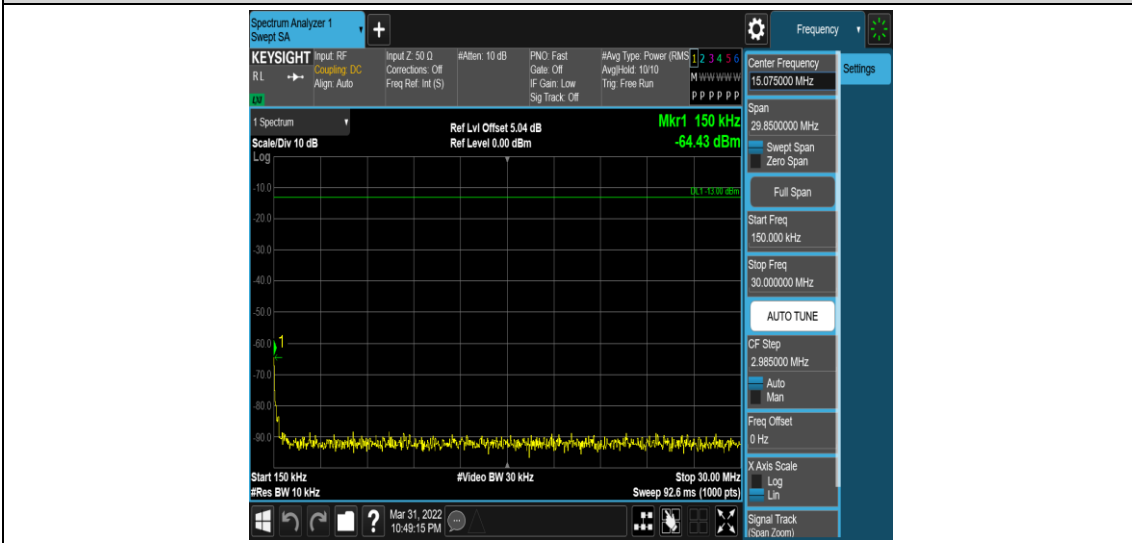 Spectrum Analyzer 1
Swept SA
+
Frequency
KEYSIGHT
RL
LXI
Input: RF
Coupling: DC
Align: Auto
Input Z: 50 Ω
Corrections: Off
Freq Ref: Int (S)
#Atten: 10 dB
PNO: Fast
Gate: Off
IF Gain: Low
Sig Track: Off
#Avg Type: Power (RMS
Avg|Hold: 10/10
Trig: Free Run
1 2 3 4 5 6
M W W W W W
P P P P P P
1 Spectrum
Scale/Div 10 dB
Log
Ref Lvl Offset 5.04 dB
Ref Level 0.00 dBm
Mkr1 150 kHz
-64.43 dBm
DL1 -13.00 dBm
-10.0
-20.0
-30.0
-40.0
-50.0
-60.0
1
-70.0
-80.0
-90.0
Start 150 kHz
#Res BW 10 kHz
#Video BW 30 kHz
Stop 30.00 MHz
Sweep 92.6 ms (1000 pts)
?
Mar 31, 2022
10:49:15 PM
Center Frequency
15.075000 MHz
Settings
Span
29.8500000 MHz
Swept Span
Zero Span
Full Span
Start Freq
150.000 kHz
Stop Freq
30.000000 MHz
AUTO TUNE
CF Step
2.985000 MHz
Auto
Man
Freq Offset
0 Hz
X Axis Scale
Log
Lin
Signal Track
(Span Zoom)